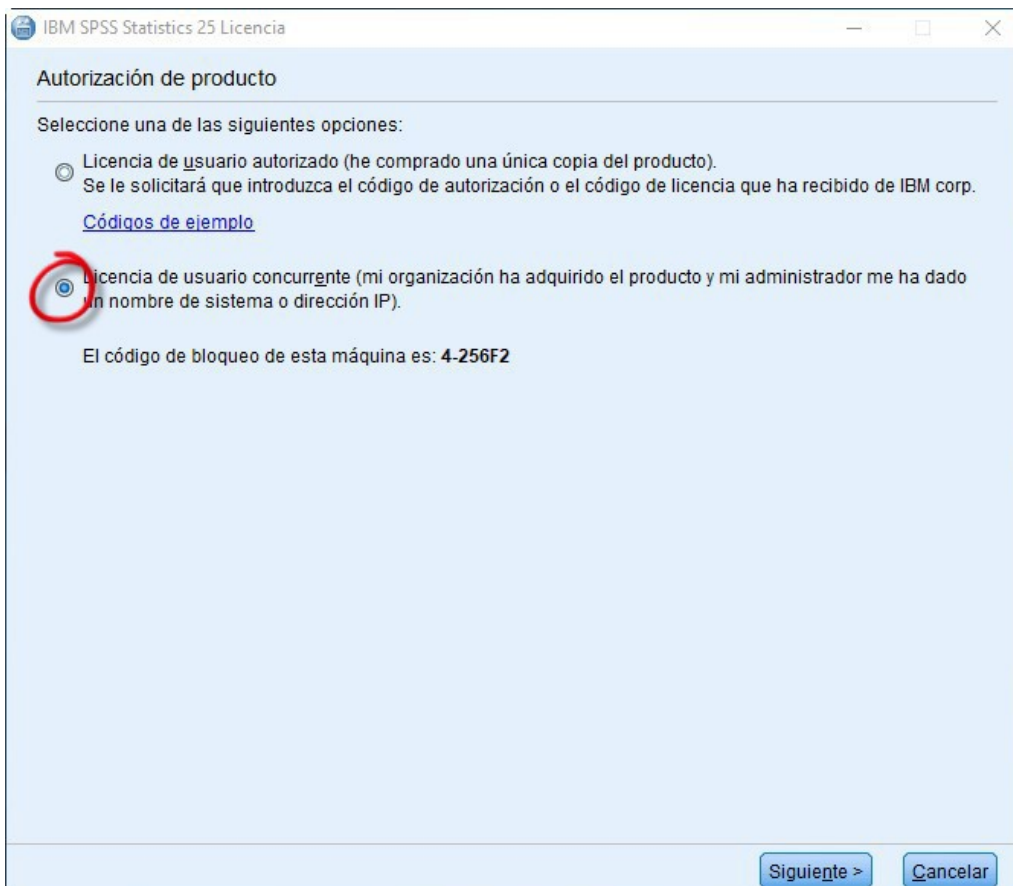 IBM SPSS Statistics 25 Licencia
Autorización de producto
Seleccione una de las siguientes opciones:
Licencia de usuario autorizado (he comprado una única copia del producto).
Se le solicitará que introduzca el código de autorización o el código de licencia que ha recibido de IBM corp.
Códigos de ejemplo
Licencia de usuario concurrente (mi organización ha adquirido el producto y mi administrador me ha dado
un nombre de sistema o dirección IP).
El código de bloqueo de esta máquina es: 4-256F2
Siguiente >
Cancelar